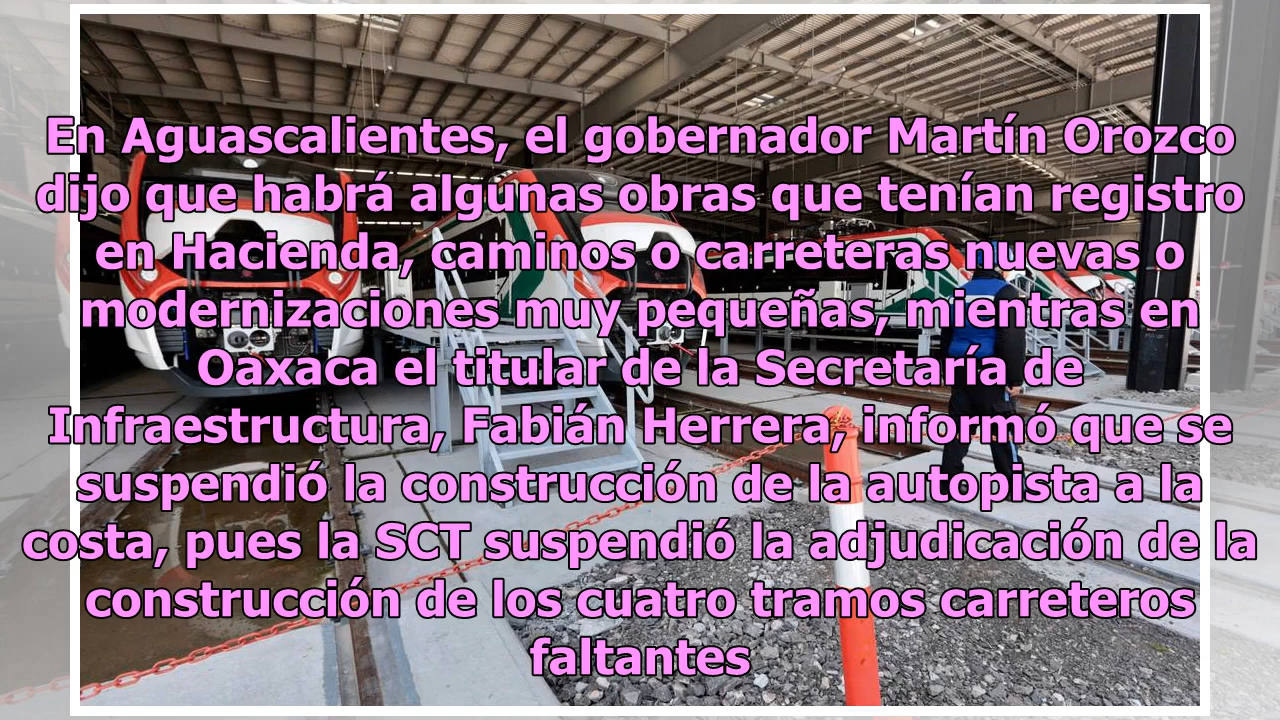 En Aguascalientes, el gobernador Martín Orozco
dijo que habrá algunas obras que tenían registro
en Hacienda, caminos o carreteras nuevas o
modernizaciones muy pequeñas, mientras en
Oaxaca el titular de la Secretaría de
Infraestructura, Fabián Herrera, informó que se
suspendió la construcción de la autopista a la
costa, pues la SCT suspendió la adjudicación de la
construcción de los cuatro tramos carreteros
faltantes